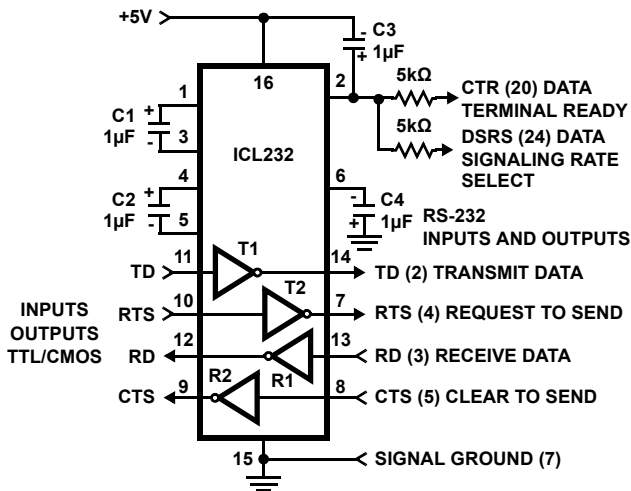 +5V
- C3
1µF
+
16
1
2
5kΩ
CTR (20) DATA
TERMINAL READY
C1 +
1µF
-
3
5kΩ
DSRS (24) DATA
SIGNALING RATE
SELECT
ICL232
4
6
C2 +
1µF
-
5
- C4
+ 1µF
RS-232
INPUTS AND OUTPUTS
TD 11 T1 14 TD (2) TRANSMIT DATA
INPUTS
OUTPUTS
TTL/CMOS
RTS 10 T2 7 RTS (4) REQUEST TO SEND
RD 12 R1 13 RD (3) RECEIVE DATA
CTS 9 R2 8 CTS (5) CLEAR TO SEND
15 SIGNAL GROUND (7)